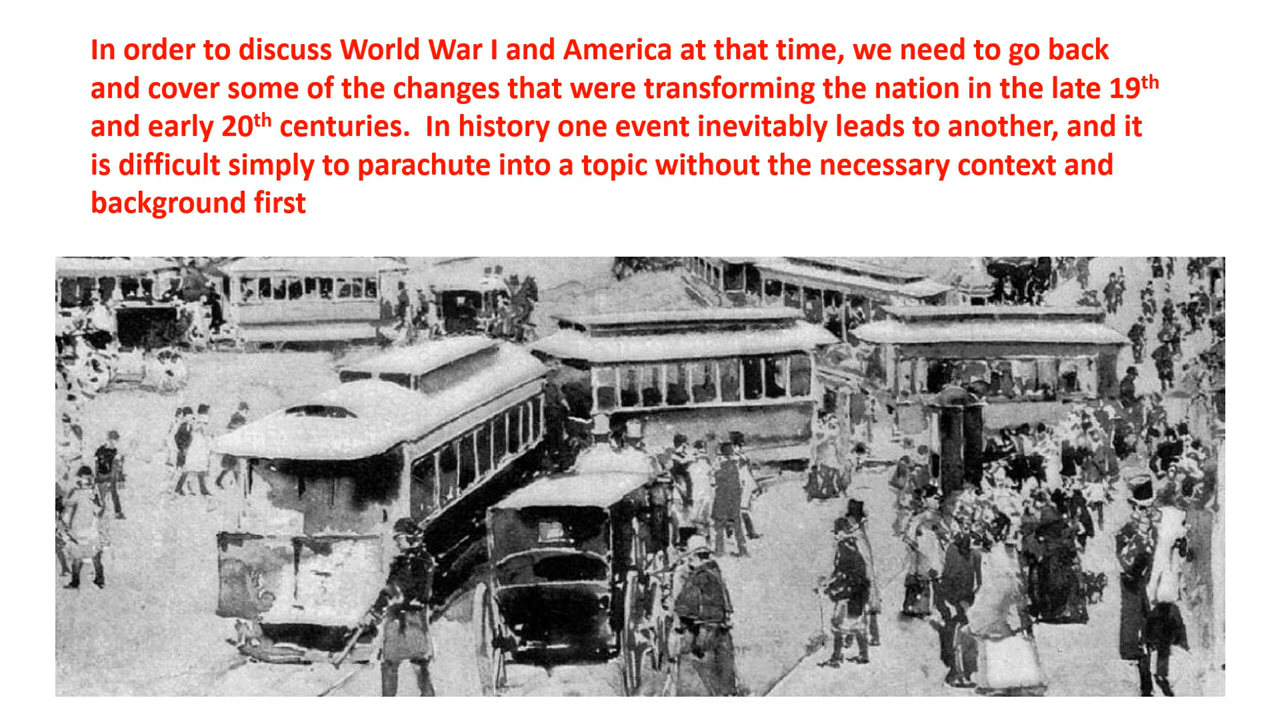 In order to discuss World War I and America at that time, we need to go back
and cover some of the changes that were transforming the nation in the late 19th
and early 20th centuries.  In history one event inevitably leads to another, and it
is difficult simply to parachute into a topic without the necessary context and
background first